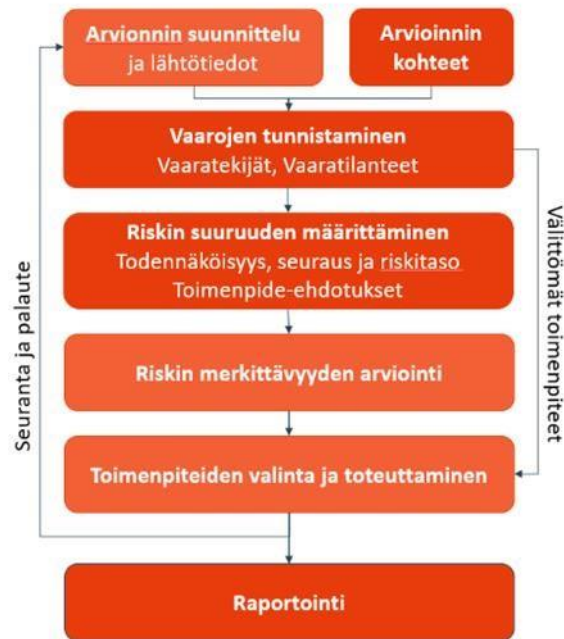 Arvionnin suunnittelu
ja lähtötiedot
Arvioinnin
kohteet
Vaarojen tunnistaminen
Vaaratekijät, Vaaratilanteet
Riskin suuruuden määrittäminen
Todennäköisyys, seuraus ja riskitaso
Toimenpide-ehdotukset
Riskin merkittävyyden arviointi
Toimenpiteiden valinta ja toteuttaminen
Raportointi
Seuranta ja palaute
Välittömät toimenpiteet